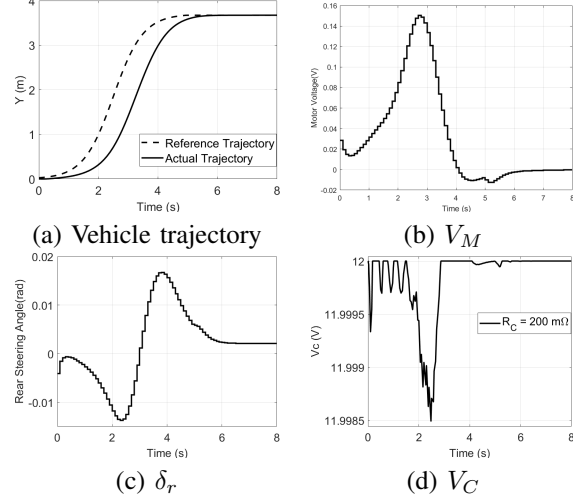 4
3
2
1
0
Y (m)
0 2 4 6 8
Time (s)
Reference Trajectory
Actual Trajectory
(a) Vehicle trajectory
0.16
0.14
0.12
0.1
0.08
0.06
0.04
0.02
0
-0.02
Motor Voltage(V)
0 1 2 3 4 5 6 7 8
Time (s)
(b) V_M
0.02
0.01
0
-0.01
Rear Steering Angle(rad)
0 2 4 6 8
Time (s)
(c) δ_r
12
11.9995
11.999
11.9985
Vc (V)
R_C = 200 mΩ
0 2 4 6 8
Time (s)
(d) V_C